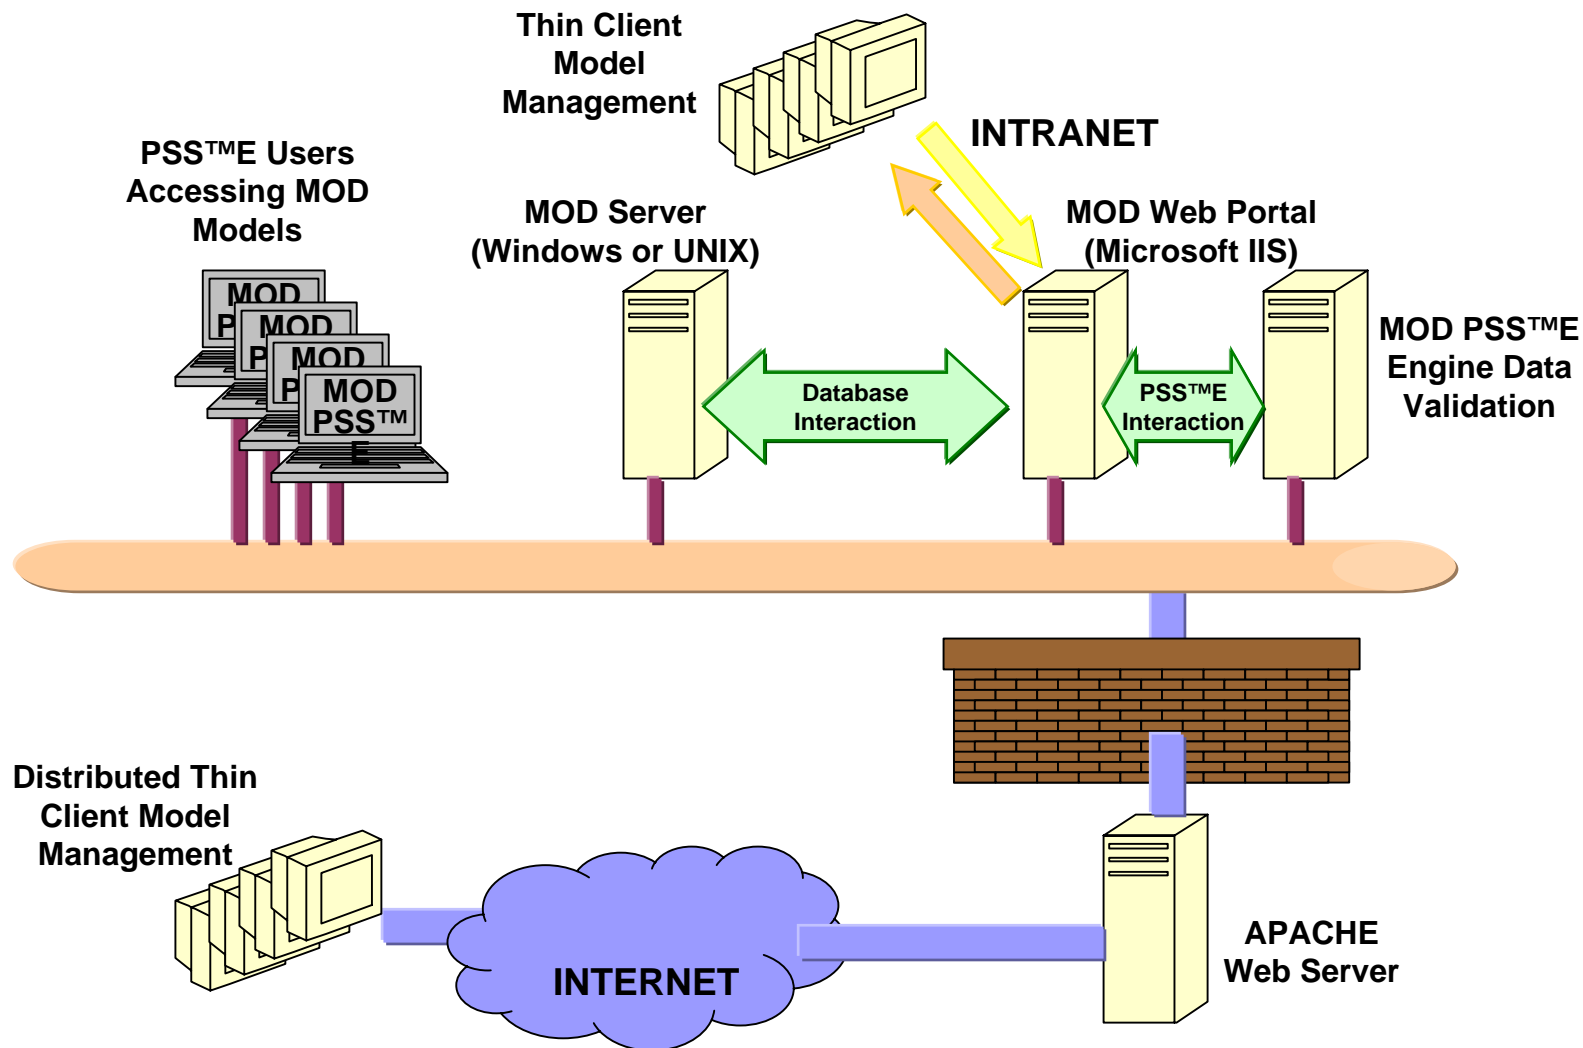 Thin Client
Model
Management
INTRANET
PSS™E Users
Accessing MOD
Models
MOD Server
(Windows or UNIX)
MOD Web Portal
(Microsoft IIS)
MOD
P
MOD
P
MOD
P
MOD
PSS™
E
Database
Interaction
PSS™E
Interaction
MOD PSS™E
Engine Data
Validation
Distributed Thin
Client Model
Management
INTERNET
APACHE
Web Server